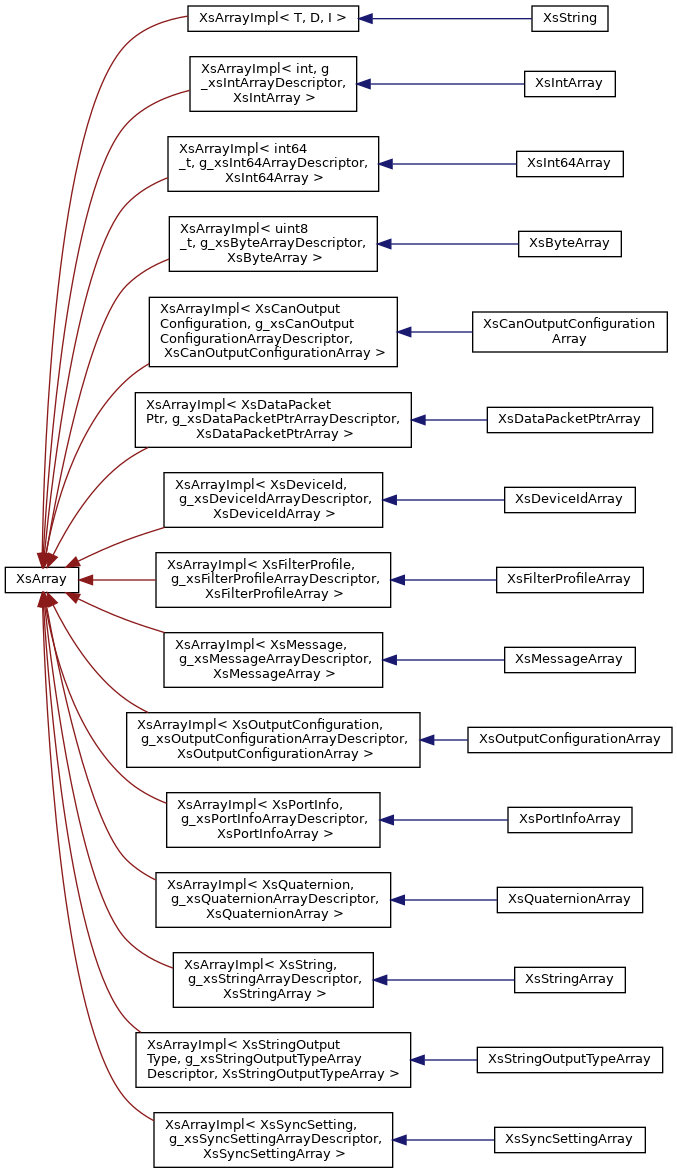 XsArrayImpl< T, D, I >
XsString
XsArrayImpl< int, g
_xsIntArrayDescriptor,
XsIntArray >
XsIntArray
XsArrayImpl< int64
_t, g_xsInt64ArrayDescriptor,
XsInt64Array >
XsInt64Array
XsArrayImpl< uint8
_t, g_xsByteArrayDescriptor,
XsByteArray >
XsByteArray
XsArrayImpl< XsCanOutput
Configuration, g_xsCanOutput
ConfigurationArrayDescriptor,
XsCanOutputConfigurationArray >
XsCanOutputConfiguration
Array
XsArrayImpl< XsDataPacket
Ptr, g_xsDataPacketPtrArrayDescriptor,
XsDataPacketPtrArray >
XsDataPacketPtrArray
XsArrayImpl< XsDeviceId,
g_xsDeviceIdArrayDescriptor,
XsDeviceIdArray >
XsDeviceIdArray
XsArray
XsArrayImpl< XsFilterProfile,
g_xsFilterProfileArrayDescriptor,
XsFilterProfileArray >
XsFilterProfileArray
XsArrayImpl< XsMessage,
g_xsMessageArrayDescriptor,
XsMessageArray >
XsMessageArray
XsArrayImpl< XsOutputConfiguration,
g_xsOutputConfigurationArrayDescriptor,
XsOutputConfigurationArray >
XsOutputConfigurationArray
XsArrayImpl< XsPortInfo,
g_xsPortInfoArrayDescriptor,
XsPortInfoArray >
XsPortInfoArray
XsArrayImpl< XsQuaternion,
g_xsQuaternionArrayDescriptor,
XsQuaternionArray >
XsQuaternionArray
XsArrayImpl< XsString,
g_xsStringArrayDescriptor,
XsStringArray >
XsStringArray
XsArrayImpl< XsStringOutput
Type, g_xsStringOutputTypeArray
Descriptor, XsStringOutputTypeArray >
XsStringOutputTypeArray
XsArrayImpl< XsSyncSetting,
g_xsSyncSettingArrayDescriptor,
XsSyncSettingArray >
XsSyncSettingArray